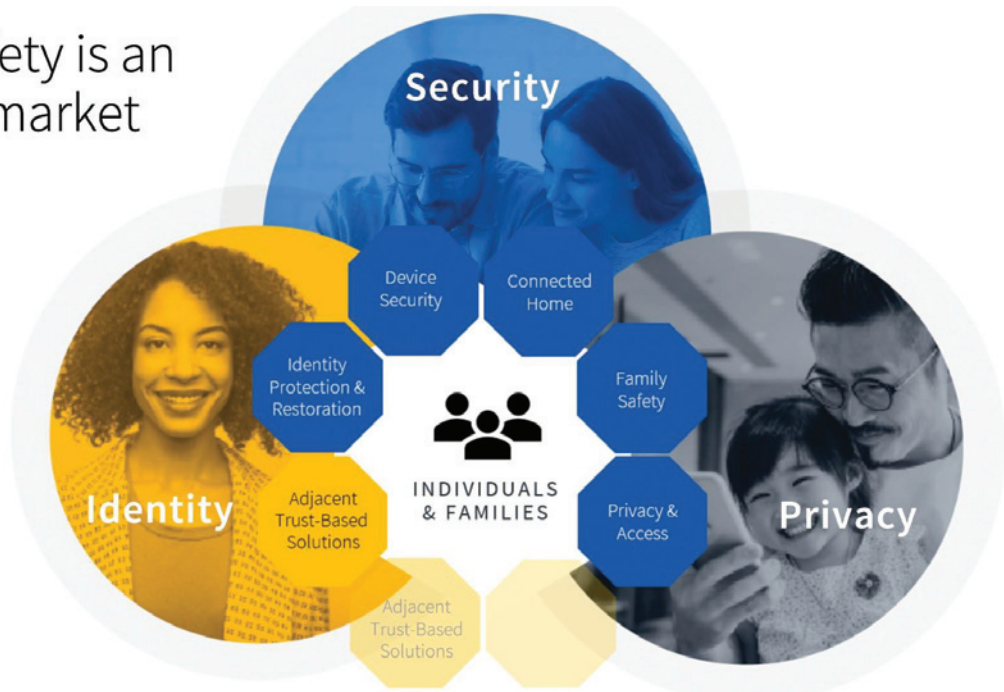 ety is an
market
Security
Device
Security
Connected
Home
Identity
Protection &
Restoration
Family
Safety
INDIVIDUALS
& FAMILIES
Identity
Adjacent
Trust-Based
Solutions
Privacy &
Access
Privacy
Adjacent
Trust-Based
Solutions